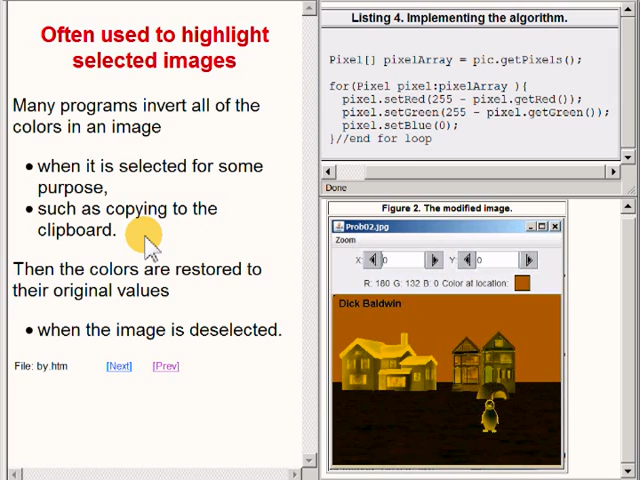 Often used to highlight
selected images
Many programs invert all of the
colors in an image
when it is selected for some
purpose,
such as copying to the
clipboard.
Then the colors are restored to
their original values
when the image is deselected.
File: by.htm [Next] [Prev]
Listing 4. Implementing the algorithm.
Pixel[] pixelArray = pic.getPixels();
for(Pixel pixel:pixelArray ){
pixel.setRed(255 - pixel.getRed());
pixel.setGreen(255 - pixel.getGreen());
pixel.setBlue(0);
}//end for loop
Done
Figure 2. The modified image.
Prob02.jpg
Zoom
X: 0 Y: 0
R: 180 G: 132 B: 0 Color at location:
Dick Baldwin